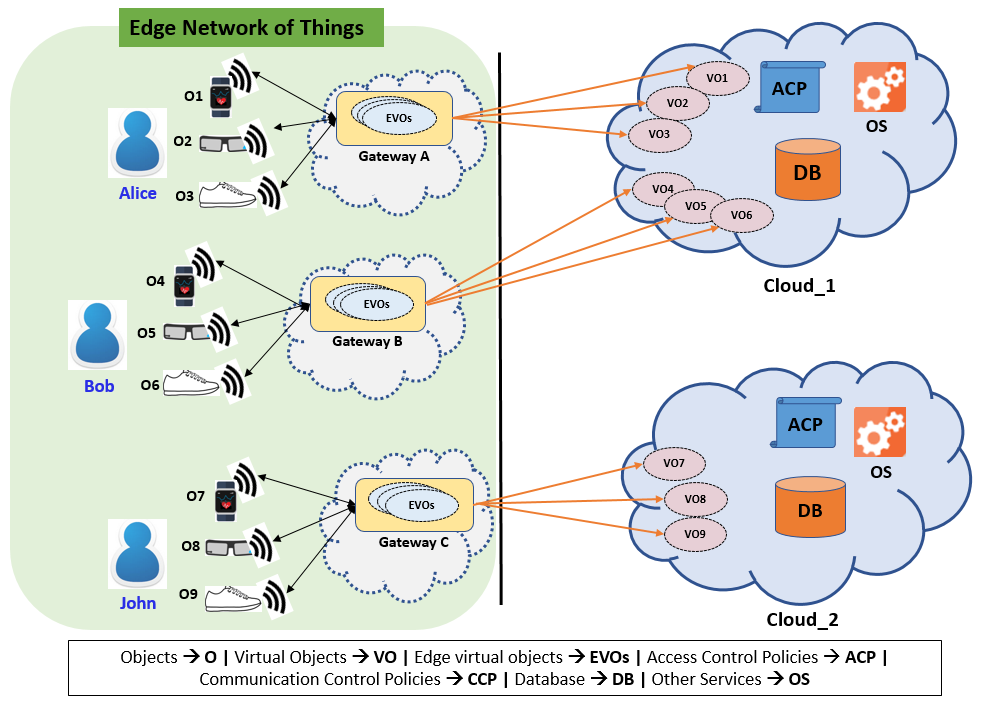 Edge Network of Things
O1
O2
O3
Alice
EVOs
Gateway A
VO1
VO2
VO3
VO4
VO5
VO6
ACP
OS
DB
Cloud_1
O4
O5
O6
Bob
EVOs
Gateway B
O7
O8
O9
John
EVOs
Gateway C
VO7
VO8
VO9
ACP
OS
DB
Cloud_2
Objects → O | Virtual Objects → VO | Edge virtual objects → EVOs | Access Control Policies → ACP |
Communication Control Policies → CCP | Database → DB | Other Services → OS